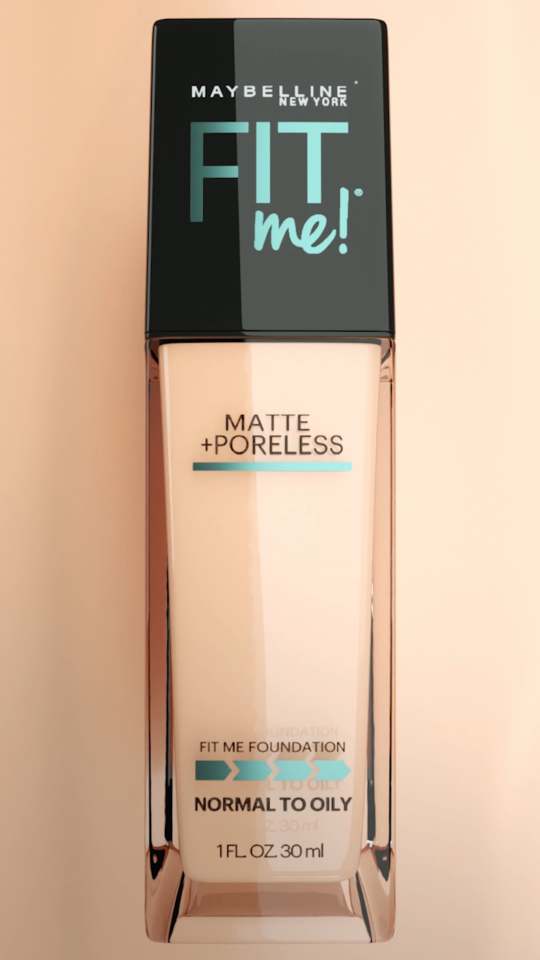 MAYBELLINE
NEW YORK
FIT
me!
MATTE
+PORELESS
FIT ME FOUNDATION
NORMAL TO OILY
1 FL. OZ. 30 ml